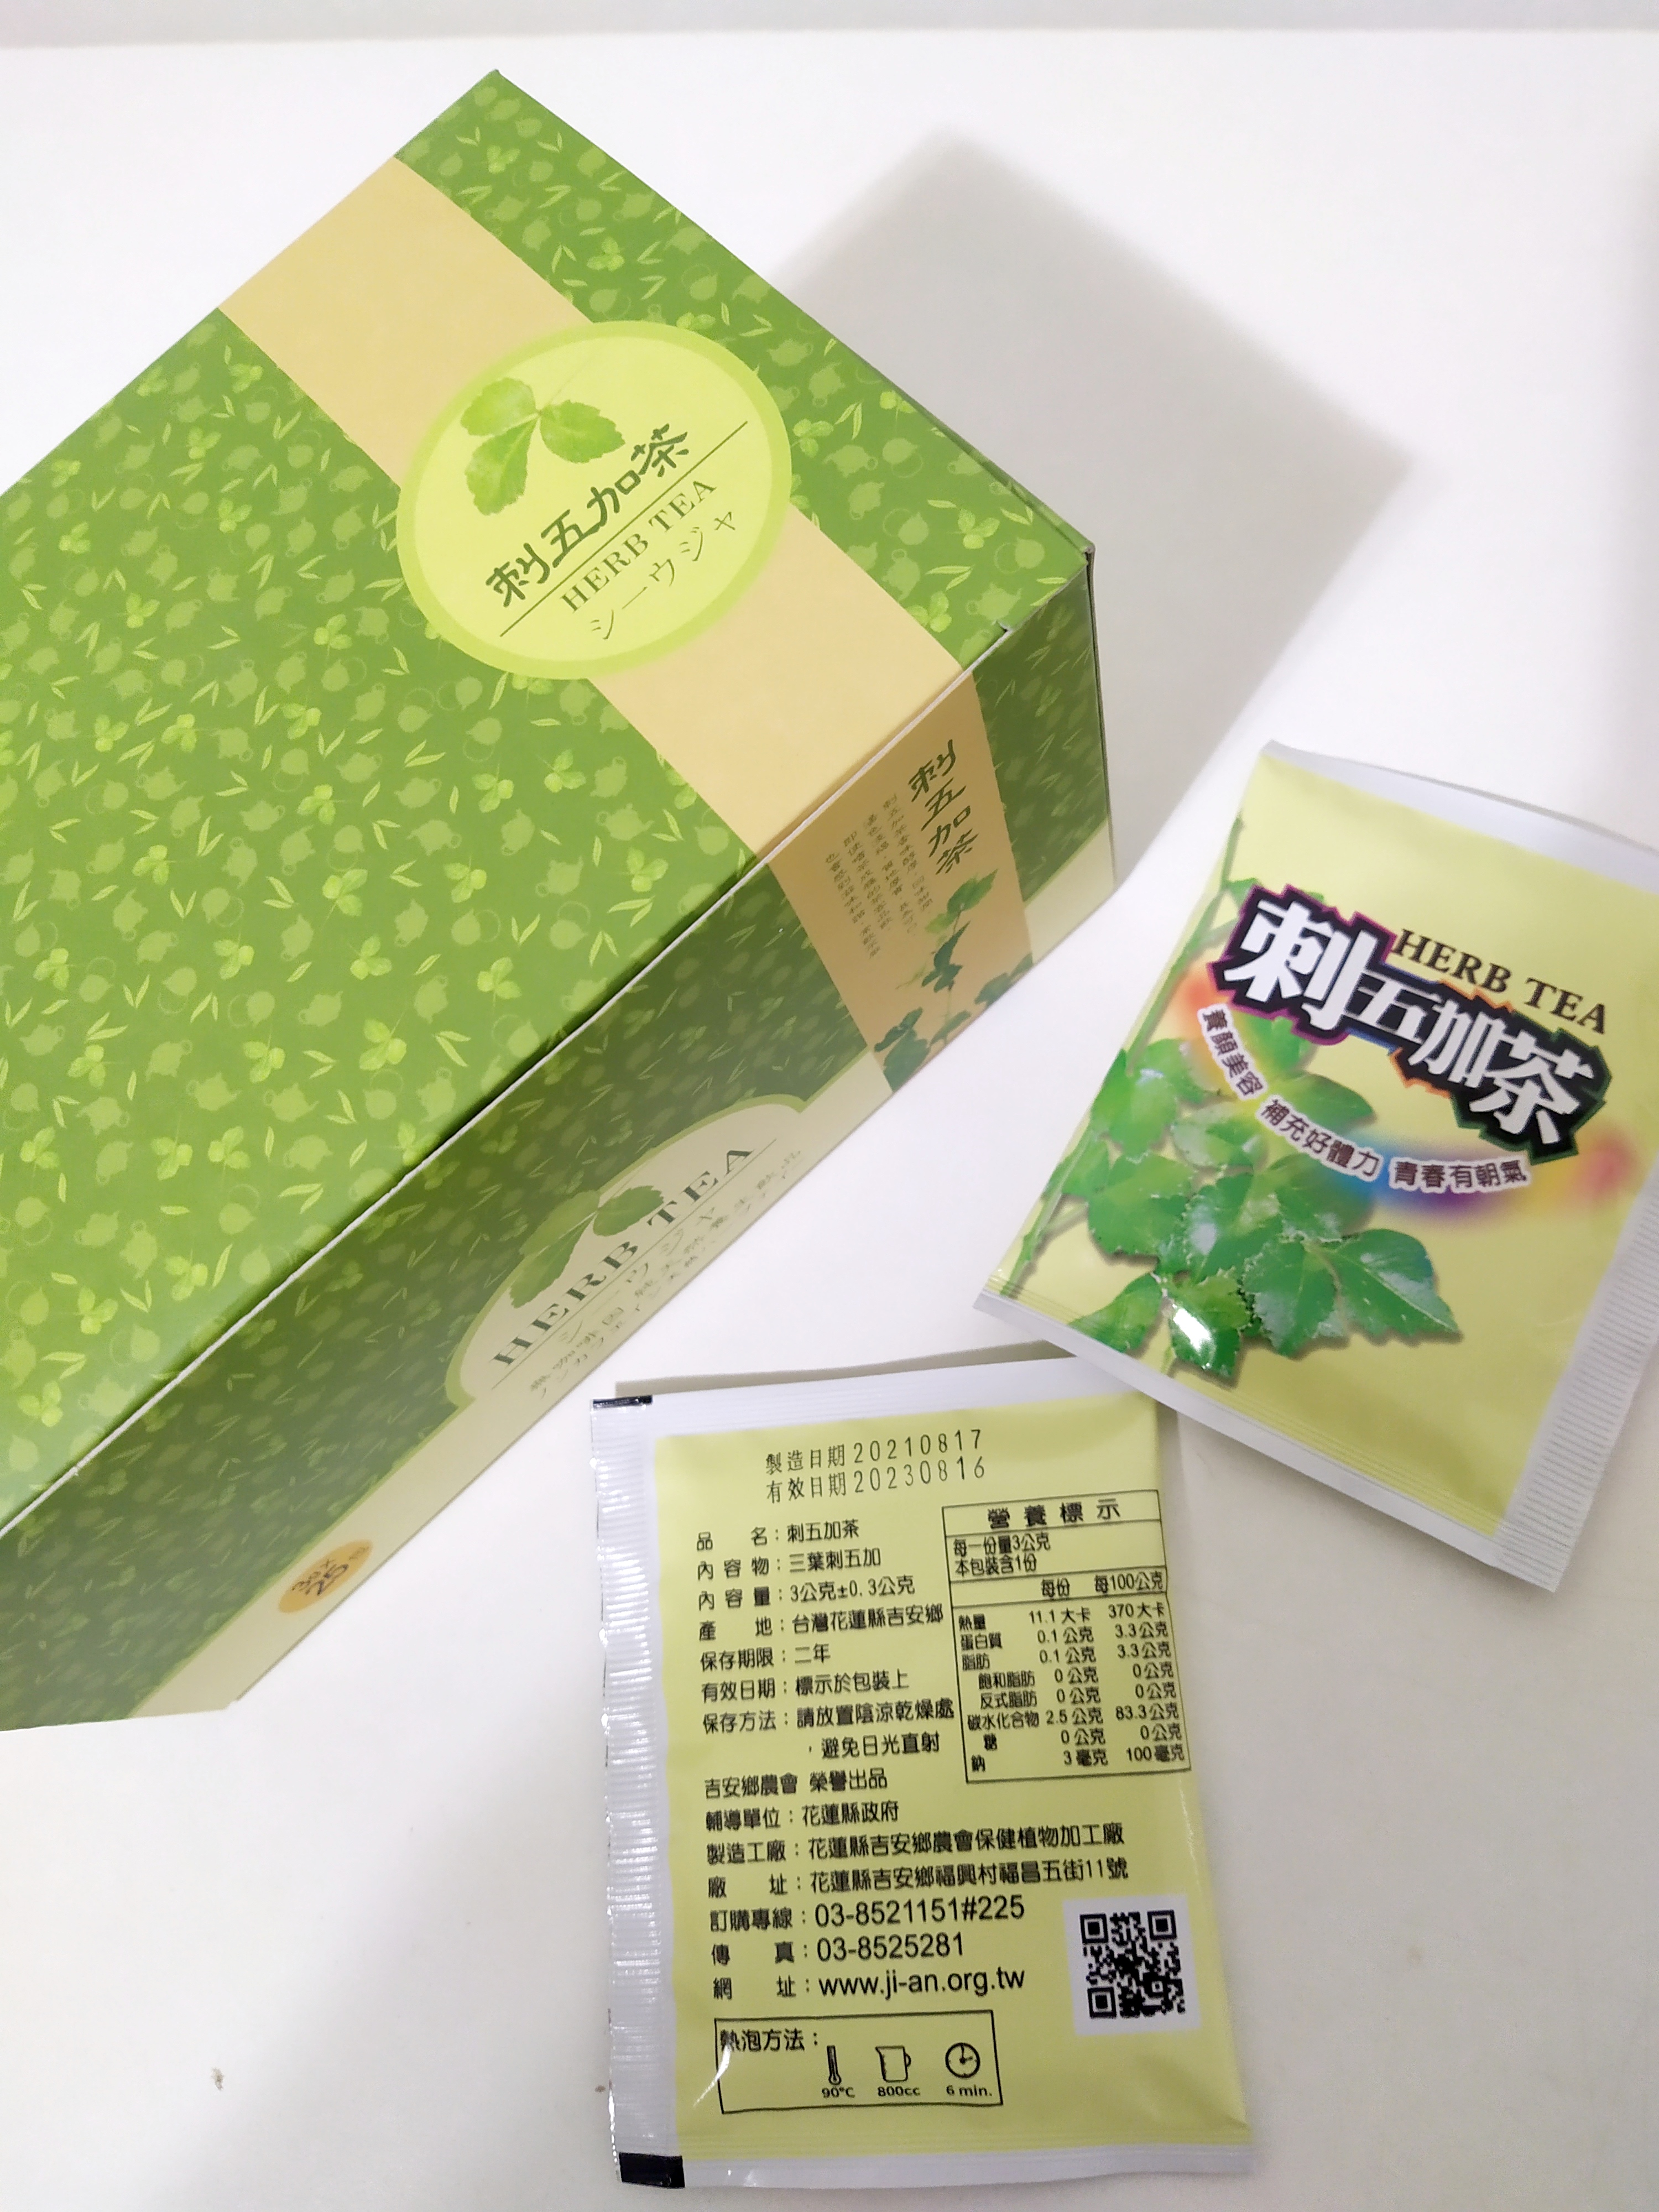 刺五加茶
HERB TEA
シーウジャ
刺五加茶
HERB TEA
シーウジャ
3g×25
HERB TEA
刺五加茶
養顏美容 補充好體力 青春有朝氣
製造日期 20210817
有效日期 20230816
品 名：刺五加茶
內容物：三葉刺五加
內容量：3公克±0.3公克
產 地：台灣花蓮縣吉安鄉
保存期限：二年
有效日期：標示於包裝上
保存方法：請放置陰涼乾燥處
，避免日光直射
吉安鄉農會 榮譽出品
輔導單位：花蓮縣政府
製造工廠：花蓮縣吉安鄉農會保健植物加工廠
廠 址：花蓮縣吉安鄉福興村福昌五街11號
訂購專線：03-8521151#225
傳 真：03-8525281
網 址：www.ji-an.org.tw
熱泡方法：
90°C 800cc 6 min.
營養標示
每一份量3公克
本包裝含1份
每份 每100公克
熱量 11.1大卡 370大卡
蛋白質 0.1公克 3.3公克
脂肪 0.1公克 3.3公克
飽和脂肪 0公克 0公克
反式脂肪 0公克 0公克
碳水化合物 2.5公克 83.3公克
糖 0公克 0公克
鈉 3毫克 100毫克